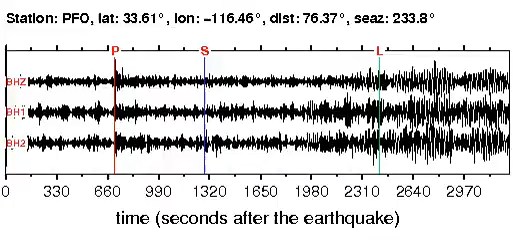 Station: PFO, lat: 33.61°, lon: −116.46°, dist: 76.37°, seaz: 233.8°
P S L
BHZ
BH1
BH2
0 330 660 990 1320 1650 1980 2310 2640 2970
time (seconds after the earthquake)